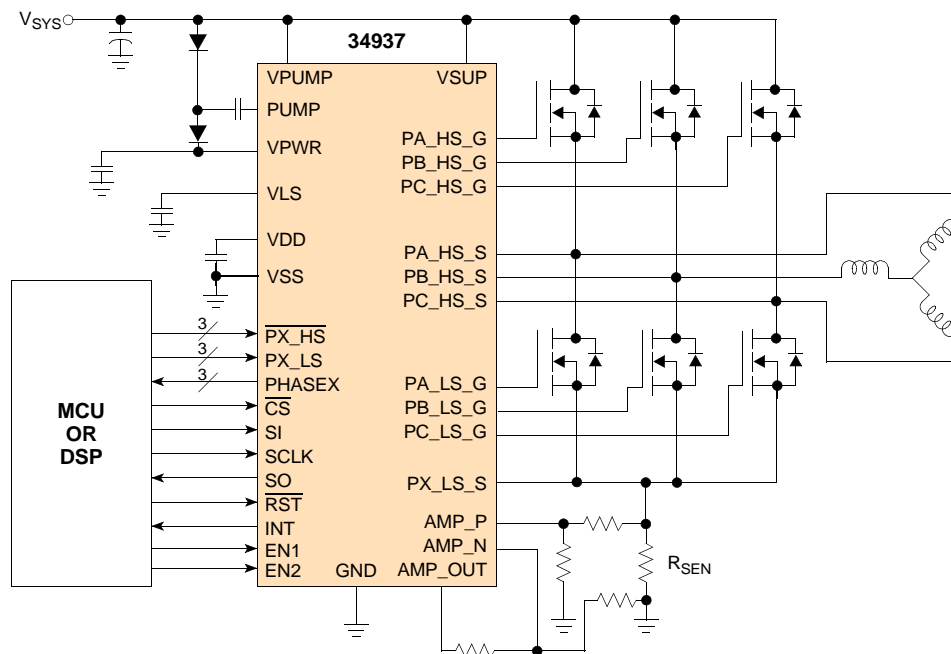 V_SYS
34937
VPUMP
VSUP
PUMP
VPWR
VLS
VDD
VSS
PA_HS_G
PB_HS_G
PC_HS_G
PA_HS_S
PB_HS_S
PC_HS_S
MCU
OR
DSP
3
3
3
PX_HS
PX_LS
PHASEX
CS
SI
SCLK
SO
RST
INT
EN1
EN2
GND
PA_LS_G
PB_LS_G
PC_LS_G
PX_LS_S
AMP_P
AMP_N
AMP_OUT
R_SEN